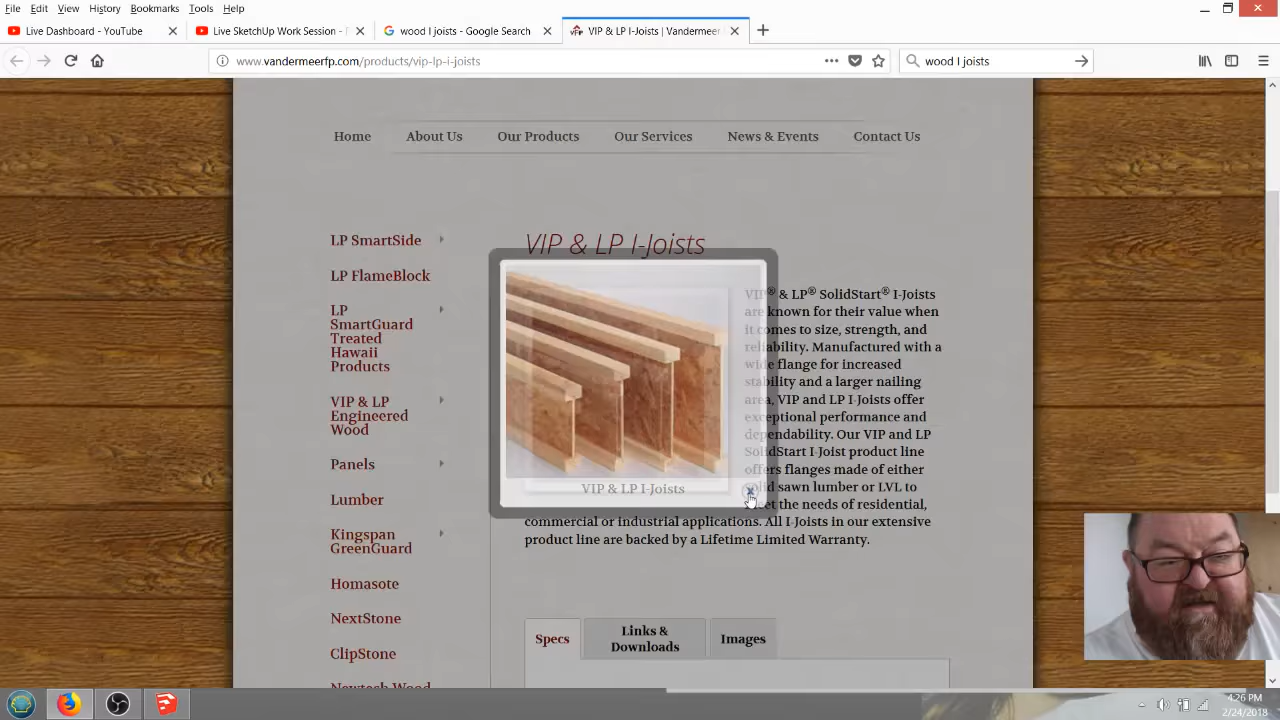 File Edit View History Bookmarks Tools Help
Live Dashboard - YouTube
Live SketchUp Work Session -
wood I joists - Google Search
VIP & LP I-Joists | Vandermeer
www.vandermeerfp.com/products/vip-lp-i-joists
wood I joists
Home About Us Our Products Our Services News & Events Contact Us
LP SmartSide
LP FlameBlock
LP
SmartGuard
Treated
Hawaii
Products
VIP & LP
Engineered
Wood
Panels
Lumber
Kingspan
GreenGuard
Homasote
NextStone
ClipStone
Newtech Wood
VIP & LP I-Joists
VIP® & LP® SolidStart® I-Joists
are known for their value when
it comes to size, strength, and
reliability. Manufactured with a
wide flange for increased
stability and a larger nailing
area, VIP and LP I-Joists offer
exceptional performance and
dependability. Our VIP and LP
SolidStart I-Joist product line
offers flanges made of either
solid sawn lumber or LVL to
meet the needs of residential,
commercial or industrial applications. All I-Joists in our extensive
product line are backed by a Lifetime Limited Warranty.
VIP & LP I-Joists
Specs
Links &
Downloads
Images
4:26 PM
2/24/2018